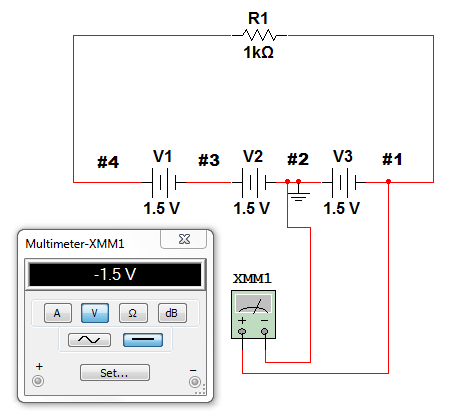 R1
1kΩ
#4 V1 #3 V2 #2 V3 #1
1.5 V 1.5 V 1.5 V
Multimeter-XMM1
-1.5 V
A V Ω dB
Set...
+ −
XMM1
+ −